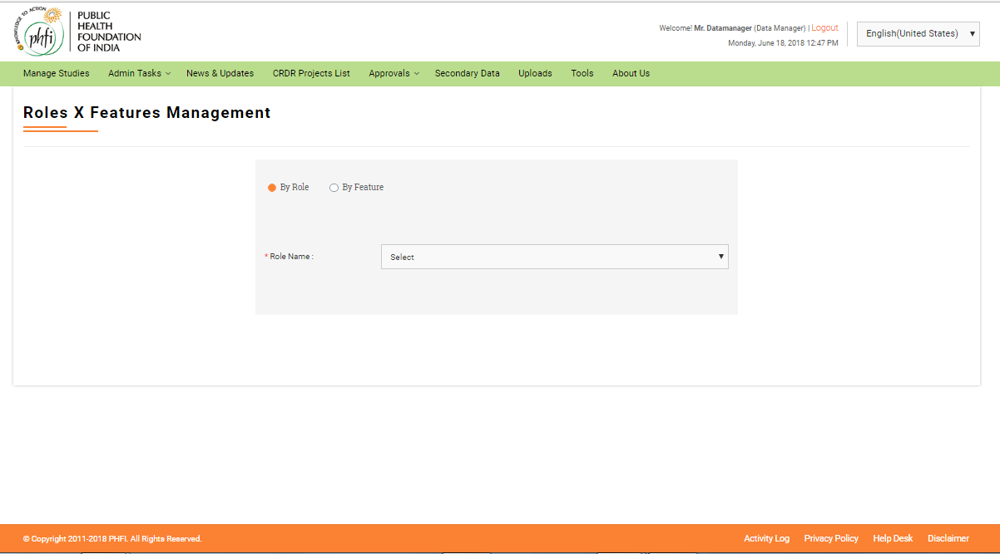 KNOWLEDGE TO ACTION
phfi
PUBLIC
HEALTH
FOUNDATION
OF INDIA
Welcome! Mr. Datamanager (Data Manager) | Logout
Monday, June 18, 2018 12:47 PM
English(United States)
Manage Studies Admin Tasks News & Updates CRDR Projects List Approvals Secondary Data Uploads Tools About Us
Roles X Features Management
By Role By Feature
* Role Name : Select
© Copyright 2011-2018 PHFI. All Rights Reserved. Activity Log Privacy Policy Help Desk Disclaimer